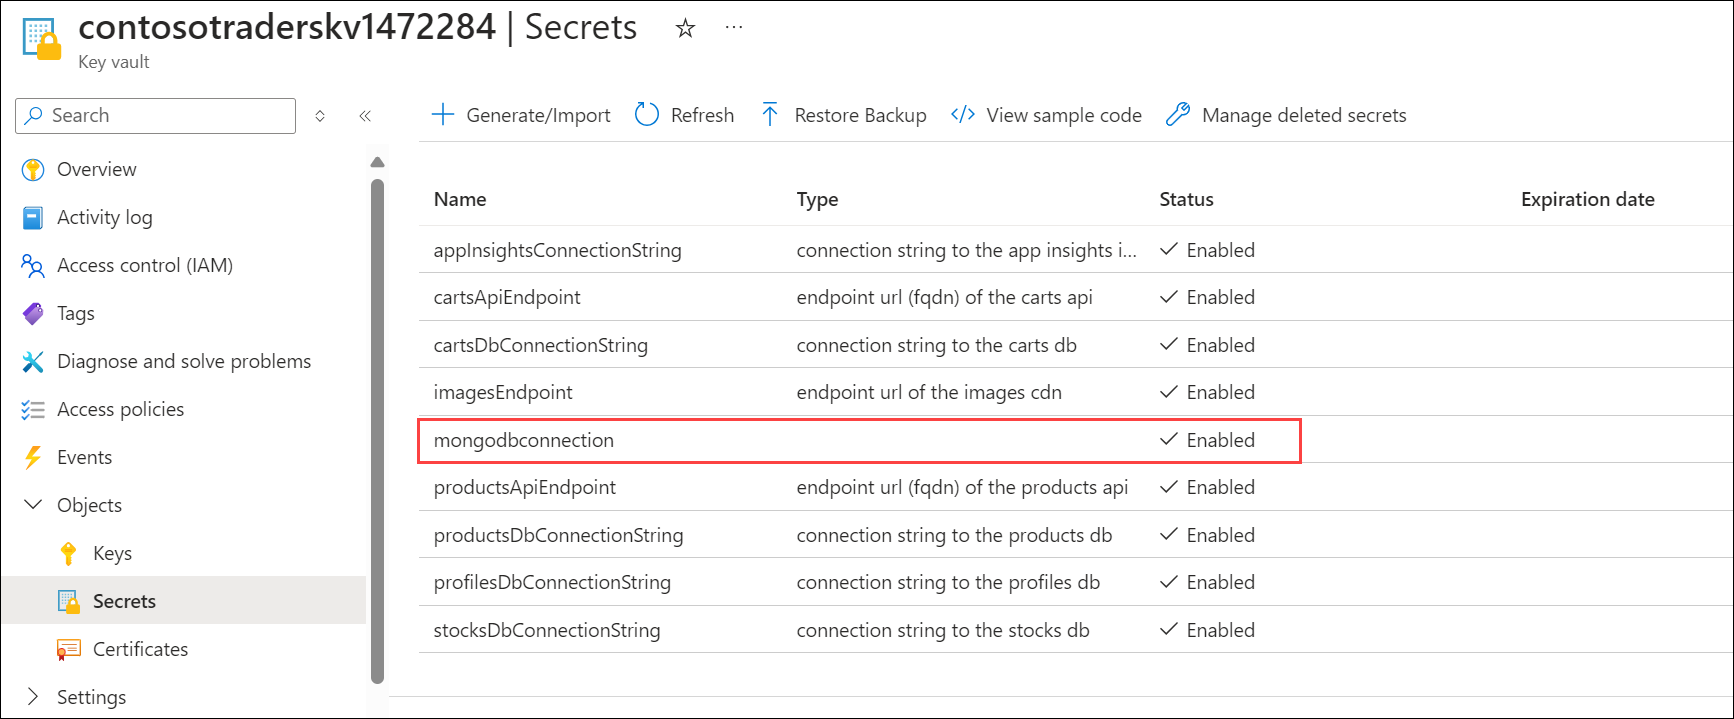 contosotraderskv1472284 | Secrets
Key vault
Search
Generate/Import Refresh Restore Backup View sample code Manage deleted secrets
Overview
Activity log
Access control (IAM)
Tags
Diagnose and solve problems
Access policies
Events
Objects
Keys
Secrets
Certificates
Settings
Name Type Status Expiration date
appInsightsConnectionString connection string to the app insights i... Enabled
cartsApiEndpoint endpoint url (fqdn) of the carts api Enabled
cartsDbConnectionString connection string to the carts db Enabled
imagesEndpoint endpoint url of the images cdn Enabled
mongodbconnection Enabled
productsApiEndpoint endpoint url (fqdn) of the products api Enabled
productsDbConnectionString connection string to the products db Enabled
profilesDbConnectionString connection string to the profiles db Enabled
stocksDbConnectionString connection string to the stocks db Enabled